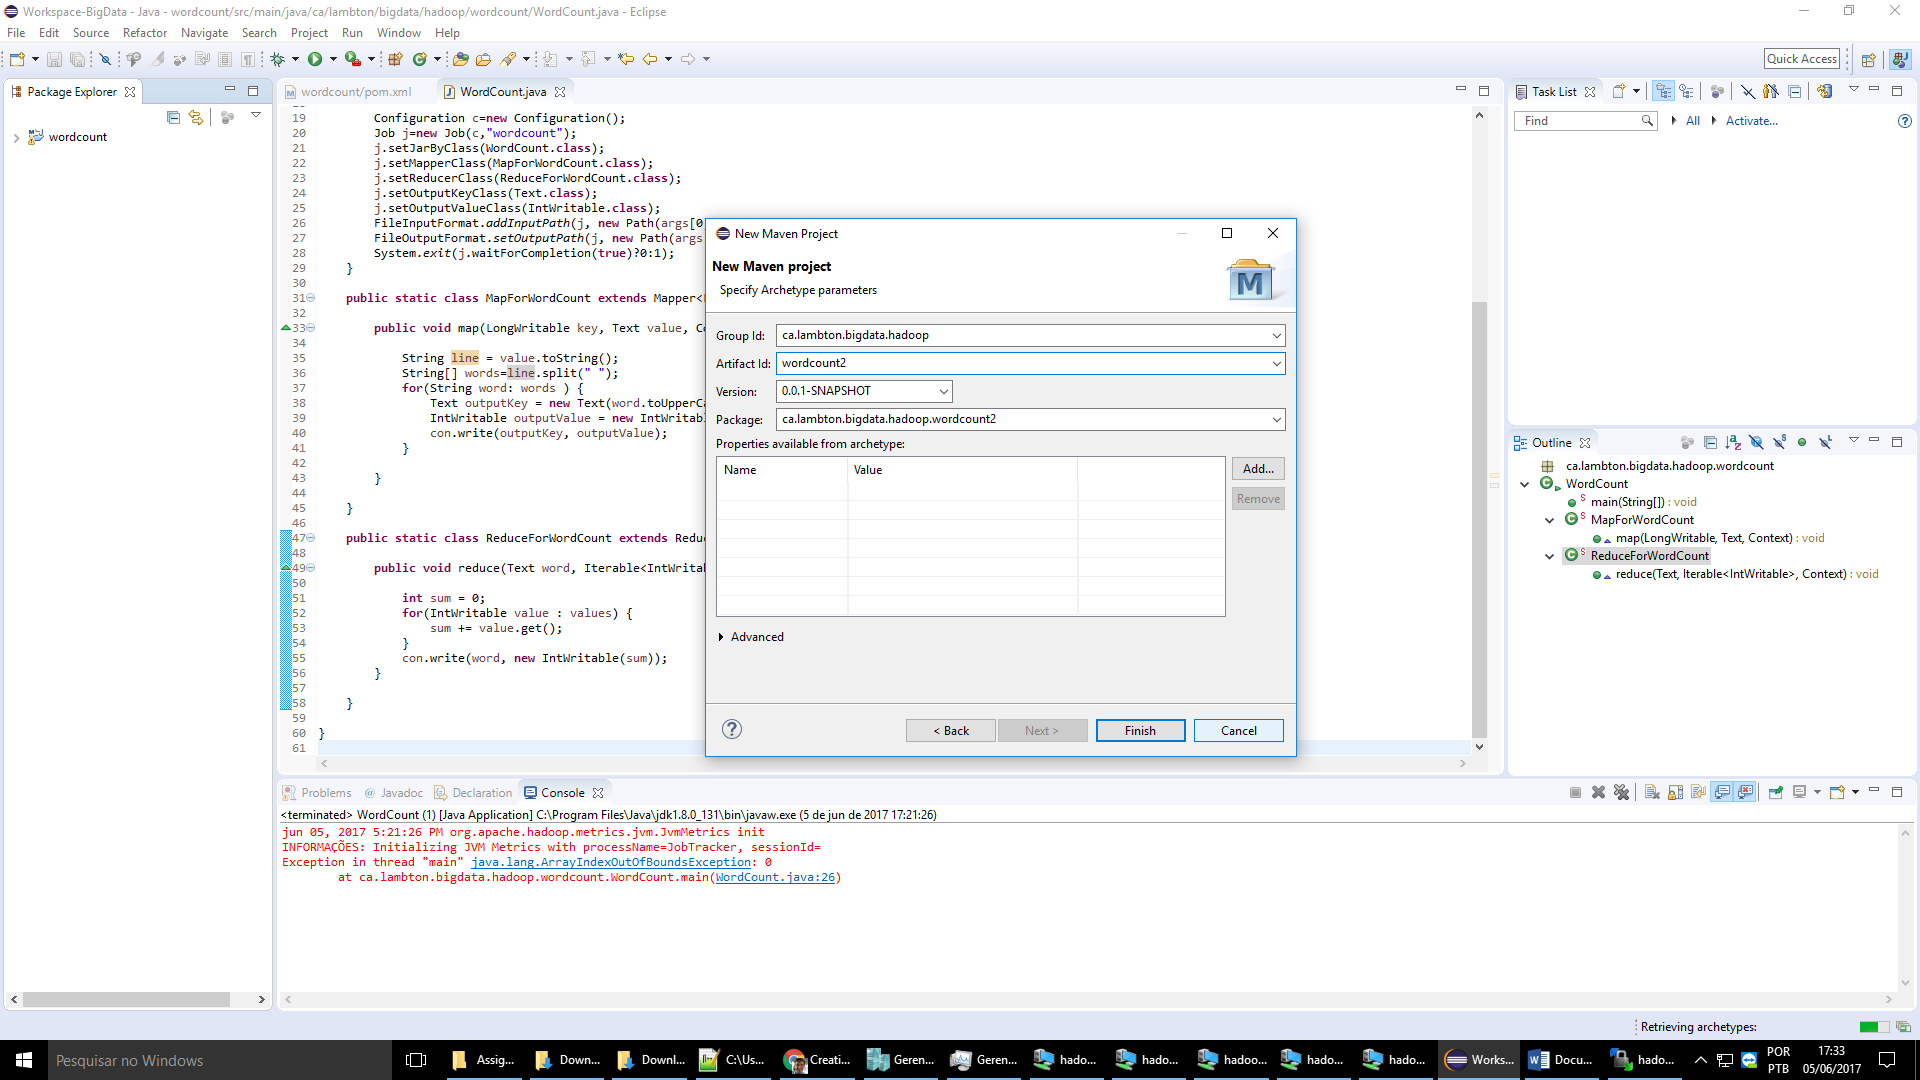 Workspace-BigData - Java - wordcount/src/main/java/ca/lambton/bigdata/hadoop/wordcount/WordCount.java - Eclipse
File Edit Source Refactor Navigate Search Project Run Window Help
Quick Access
Package Explorer
wordcount
wordcount/pom.xml
WordCount.java
19 Configuration c=new Configuration();
20 Job j=new Job(c,"wordcount");
21 j.setJarByClass(WordCount.class);
22 j.setMapperClass(MapForWordCount.class);
23 j.setReducerClass(ReduceForWordCount.class);
24 j.setOutputKeyClass(Text.class);
25 j.setOutputValueClass(IntWritable.class);
26 FileInputFormat.addInputPath(j, new Path(args[0
27 FileOutputFormat.setOutputPath(j, new Path(args
28 System.exit(j.waitForCompletion(true)?0:1);
29 }
30
31 public static class MapForWordCount extends Mapper<
32
33 public void map(LongWritable key, Text value, Co
34
35 String line = value.toString();
36 String[] words=line.split(" ");
37 for(String word: words ) {
38 Text outputKey = new Text(word.toUpperCa
39 IntWritable outputValue = new IntWritabl
40 con.write(outputKey, outputValue);
41 }
42
43 }
44
45 }
46
47 public static class ReduceForWordCount extends Redu
48
49 public void reduce(Text word, Iterable<IntWrita
50
51 int sum = 0;
52 for(IntWritable value : values) {
53 sum += value.get();
54 }
55 con.write(word, new IntWritable(sum));
56 }
57
58 }
59
60 }
61
New Maven Project
New Maven project
Specify Archetype parameters
M
Group Id: ca.lambton.bigdata.hadoop
Artifact Id: wordcount2
Version: 0.0.1-SNAPSHOT
Package: ca.lambton.bigdata.hadoop.wordcount2
Properties available from archetype:
Name Value
Add...
Remove
Advanced
< Back Next > Finish Cancel
Task List
Find All Activate...
Outline
ca.lambton.bigdata.hadoop.wordcount
WordCount
main(String[]) : void
MapForWordCount
map(LongWritable, Text, Context) : void
ReduceForWordCount
reduce(Text, Iterable<IntWritable>, Context) : void
Problems @ Javadoc Declaration Console
<terminated> WordCount (1) [Java Application] C:\Program Files\Java\jdk1.8.0_131\bin\javaw.exe (5 de jun de 2017 17:21:26)
jun 05, 2017 5:21:26 PM org.apache.hadoop.metrics.jvm.JvmMetrics init
INFORMAÇÕES: Initializing JVM Metrics with processName=JobTracker, sessionId=
Exception in thread "main" java.lang.ArrayIndexOutOfBoundsException: 0
at ca.lambton.bigdata.hadoop.wordcount.WordCount.main(WordCount.java:26)
Retrieving archetypes:
Pesquisar no Windows
Assig... Down... Downl... C:\Us... Creati... Geren... Geren... hado... hado... hadoo... hado... hado... Works... Docu... hado...
POR
PTB
17:33
05/06/2017